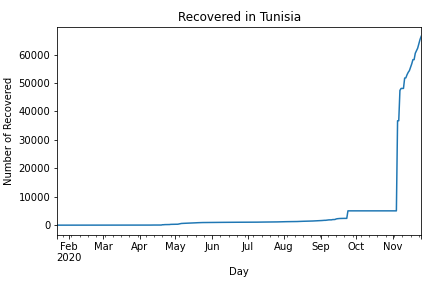 Recovered in Tunisia
Number of Recovered
60000
50000
40000
30000
20000
10000
0
Feb Mar Apr May Jun Jul Aug Sep Oct Nov
2020
Day